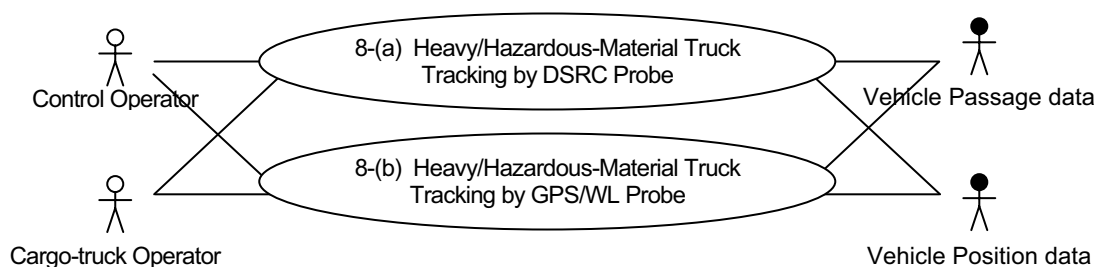 8-(a) Heavy/Hazardous-Material Truck
Tracking by DSRC Probe
Control Operator
Vehicle Passage data
8-(b) Heavy/Hazardous-Material Truck
Tracking by GPS/WL Probe
Cargo-truck Operator
Vehicle Position data